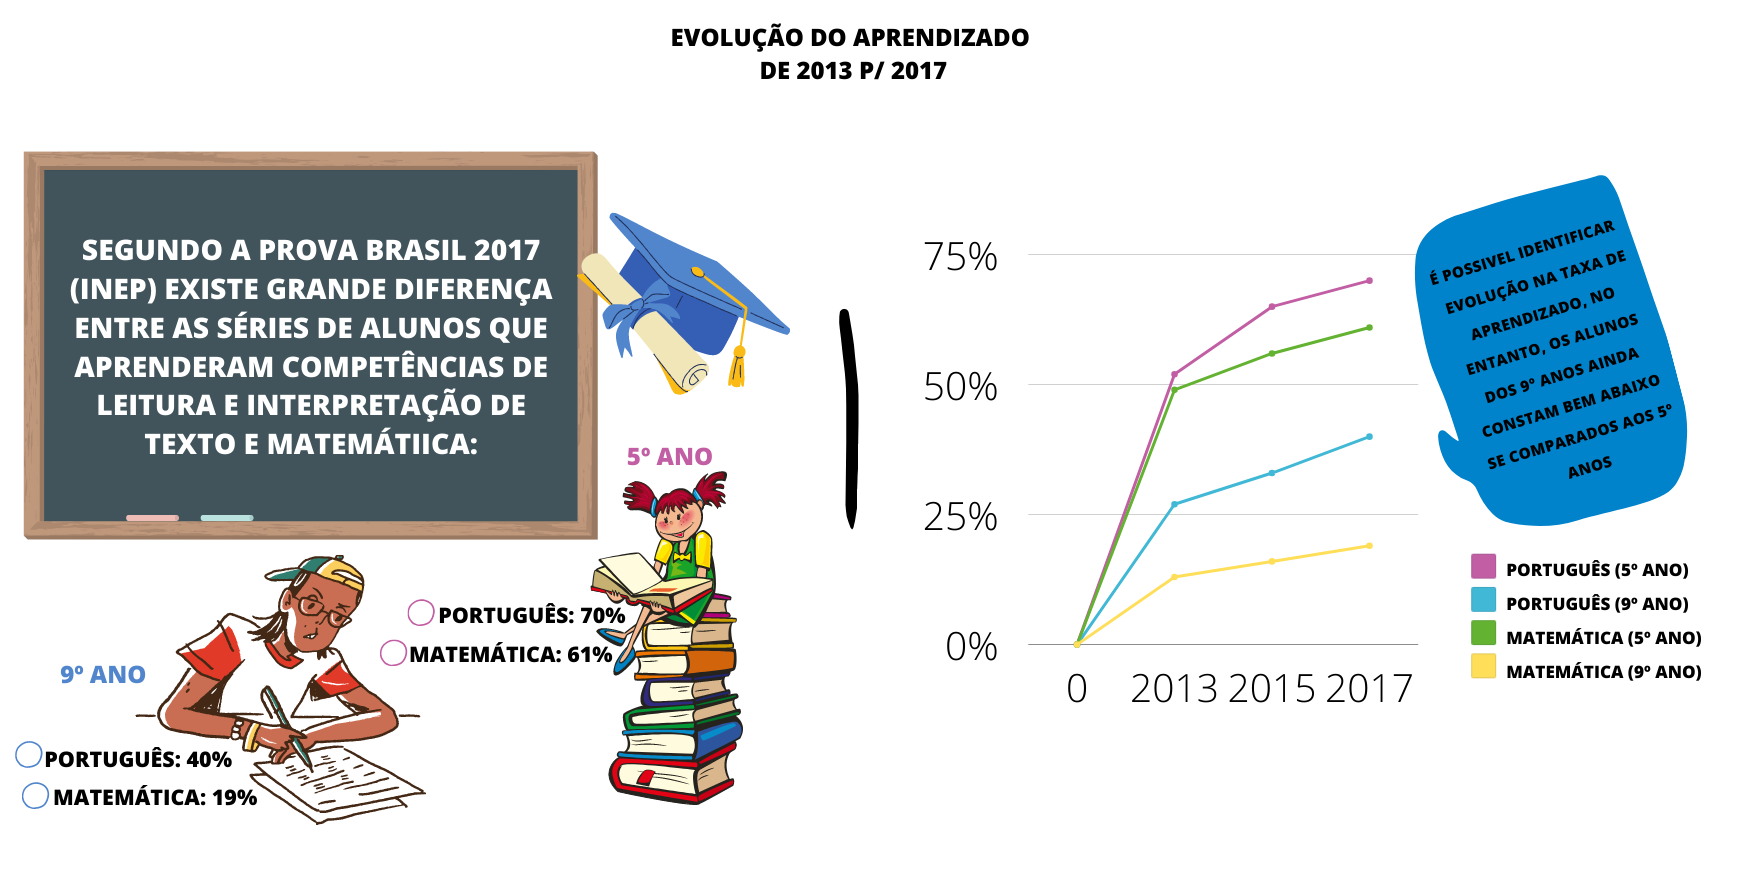 EVOLUÇÃO DO APRENDIZADO
DE 2013 P/ 2017
SEGUNDO A PROVA BRASIL 2017
(INEP) EXISTE GRANDE DIFERENÇA
ENTRE AS SÉRIES DE ALUNOS QUE
APRENDERAM COMPETÊNCIAS DE
LEITURA E INTERPRETAÇÃO DE
TEXTO E MATEMÁTIICA:
5º ANO
PORTUGUÊS: 70%
MATEMÁTICA: 61%
9º ANO
PORTUGUÊS: 40%
MATEMÁTICA: 19%
75%
50%
25%
0%
0 2013 2015 2017
É POSSIVEL IDENTIFICAR
EVOLUÇÃO NA TAXA DE
APRENDIZADO, NO
ENTANTO, OS ALUNOS
DOS 9º ANOS AINDA
CONSTAM BEM ABAIXO
SE COMPARADOS AOS 5º
ANOS
PORTUGUÊS (5º ANO)
PORTUGUÊS (9º ANO)
MATEMÁTICA (5º ANO)
MATEMÁTICA (9º ANO)